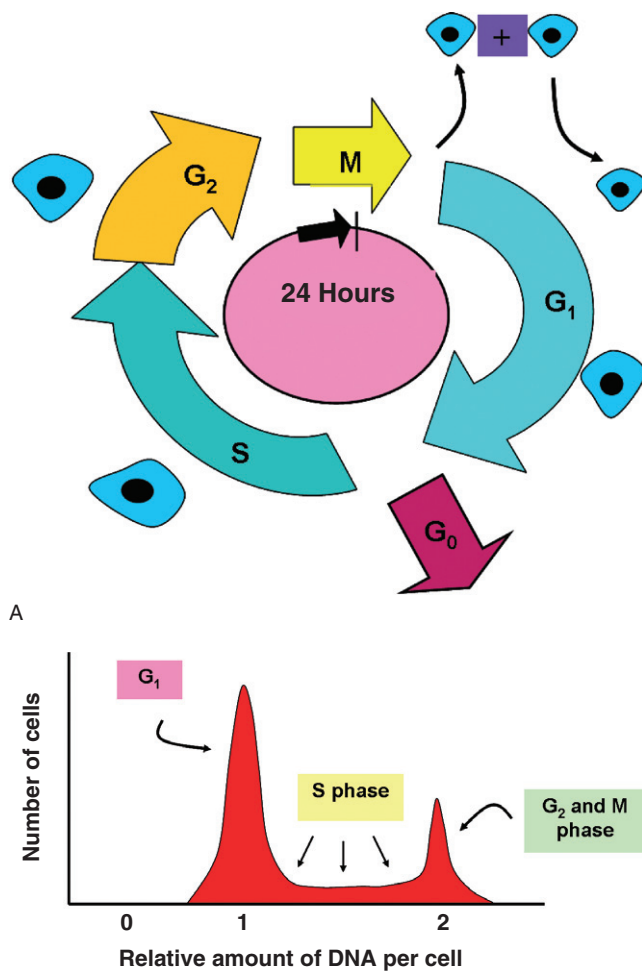 +
G₂
M
24 Hours
G₁
S
G₀
A
G₁
S phase
G₂ and M
phase
Number of cells
0 1 2
Relative amount of DNA per cell